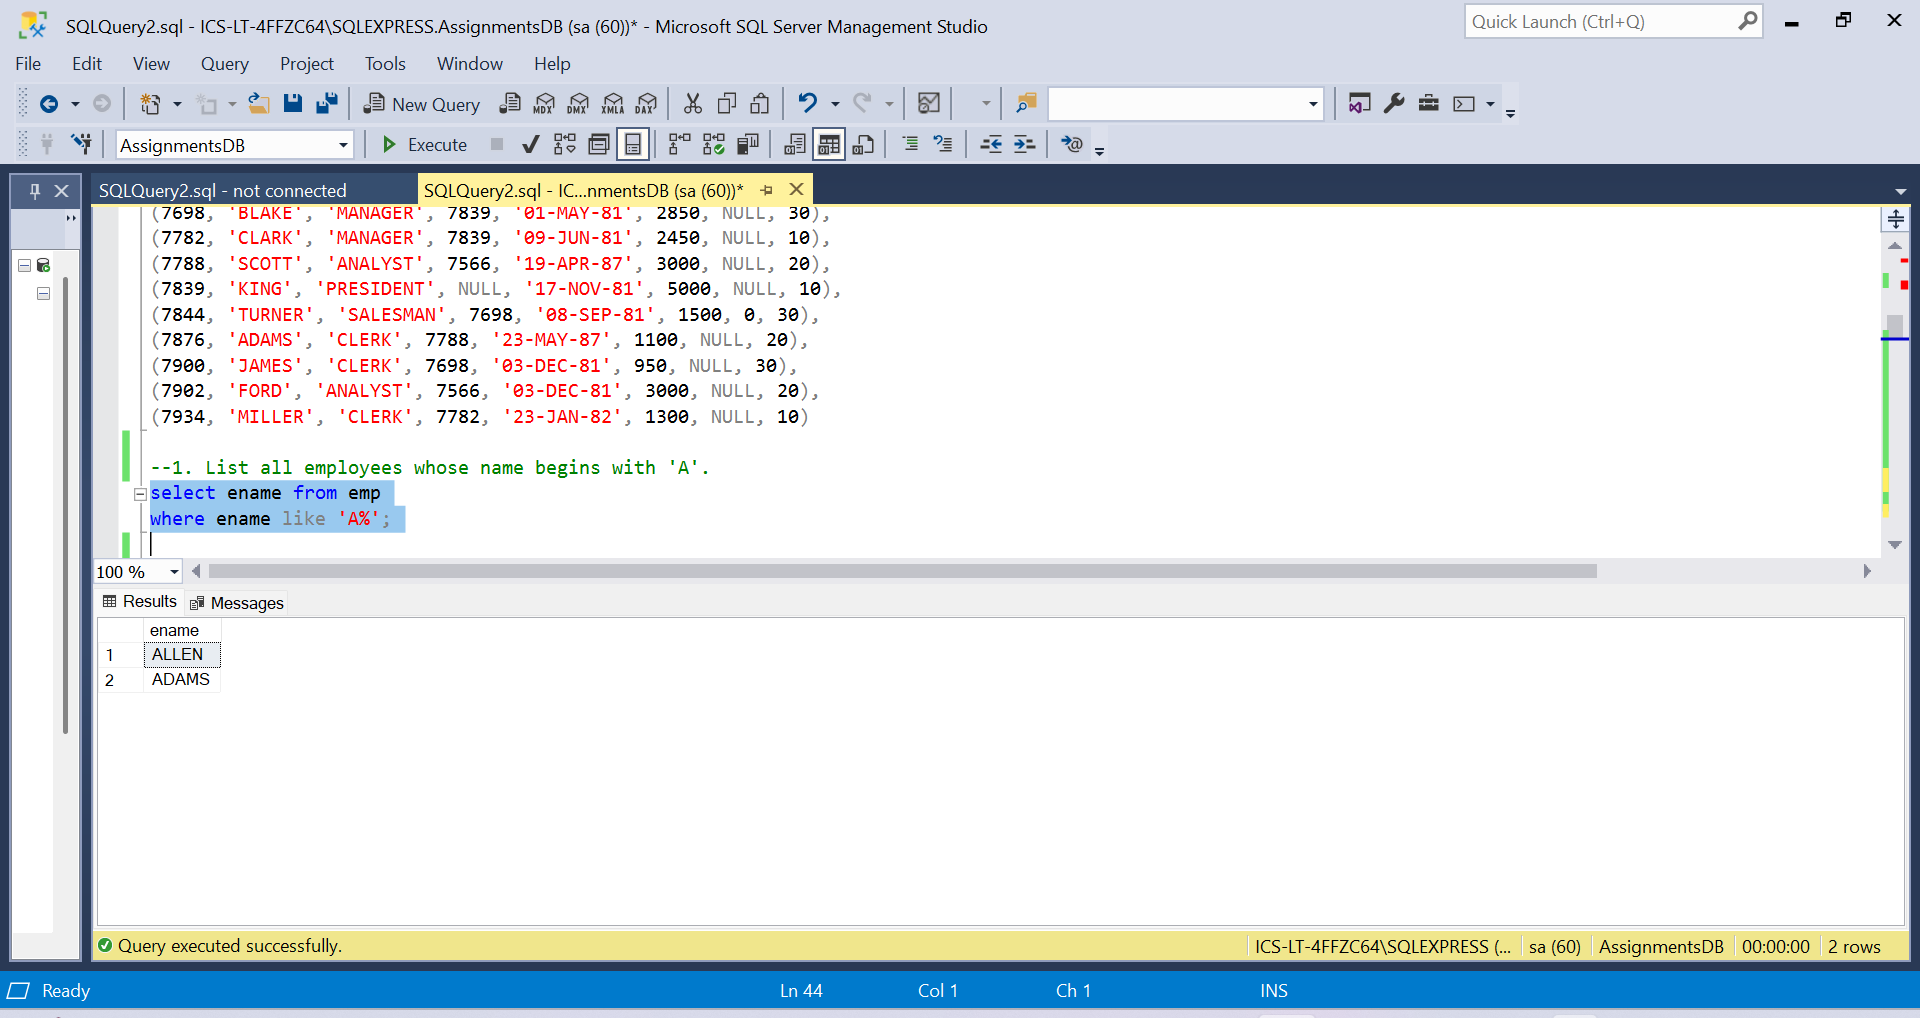 SQLQuery2.sql - ICS-LT-4FFZC64\SQLEXPRESS.AssignmentsDB (sa (60))* - Microsoft SQL Server Management Studio
Quick Launch (Ctrl+Q)
File Edit View Query Project Tools Window Help
New Query MDX DMX XMLA DAX
AssignmentsDB Execute
SQLQuery2.sql - not connected SQLQuery2.sql - IC...nmentsDB (sa (60))*
(7698, 'BLAKE', 'MANAGER', 7839, '01-MAY-81', 2850, NULL, 30),
(7782, 'CLARK', 'MANAGER', 7839, '09-JUN-81', 2450, NULL, 10),
(7788, 'SCOTT', 'ANALYST', 7566, '19-APR-87', 3000, NULL, 20),
(7839, 'KING', 'PRESIDENT', NULL, '17-NOV-81', 5000, NULL, 10),
(7844, 'TURNER', 'SALESMAN', 7698, '08-SEP-81', 1500, 0, 30),
(7876, 'ADAMS', 'CLERK', 7788, '23-MAY-87', 1100, NULL, 20),
(7900, 'JAMES', 'CLERK', 7698, '03-DEC-81', 950, NULL, 30),
(7902, 'FORD', 'ANALYST', 7566, '03-DEC-81', 3000, NULL, 20),
(7934, 'MILLER', 'CLERK', 7782, '23-JAN-82', 1300, NULL, 10)
--1. List all employees whose name begins with 'A'.
select ename from emp
where ename like 'A%';
100 %
Results Messages
ename
1 ALLEN
2 ADAMS
Query executed successfully. ICS-LT-4FFZC64\SQLEXPRESS (... sa (60) AssignmentsDB 00:00:00 2 rows
Ready Ln 44 Col 1 Ch 1 INS